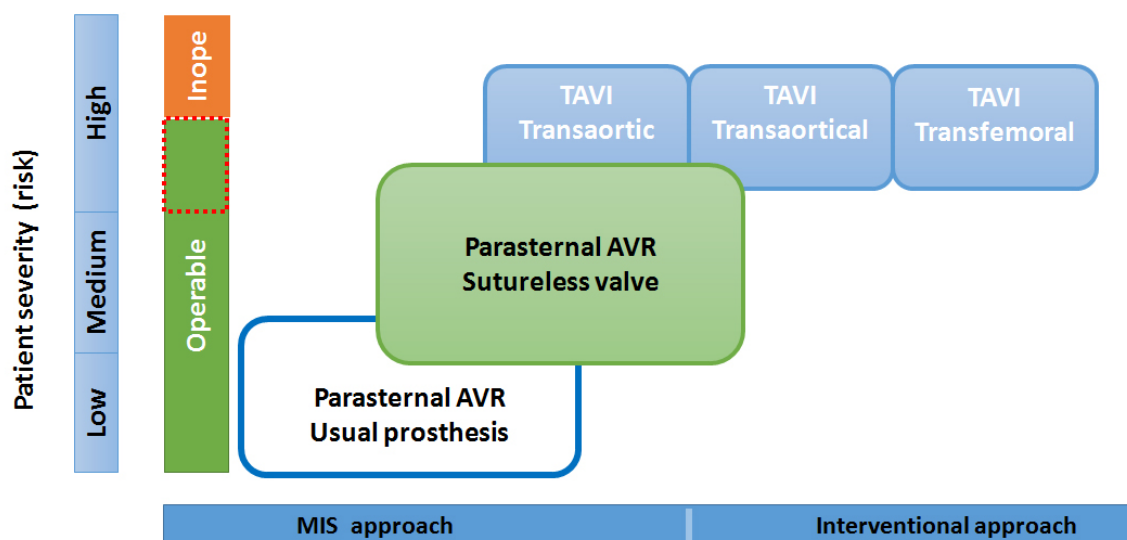 Patient severity (risk)
High
Medium
Low
Inope
Operable
TAVI
Transaortic
TAVI
Transaortical
TAVI
Transfemoral
Parasternal AVR
Sutureless valve
Parasternal AVR
Usual prosthesis
MIS approach
Interventional approach